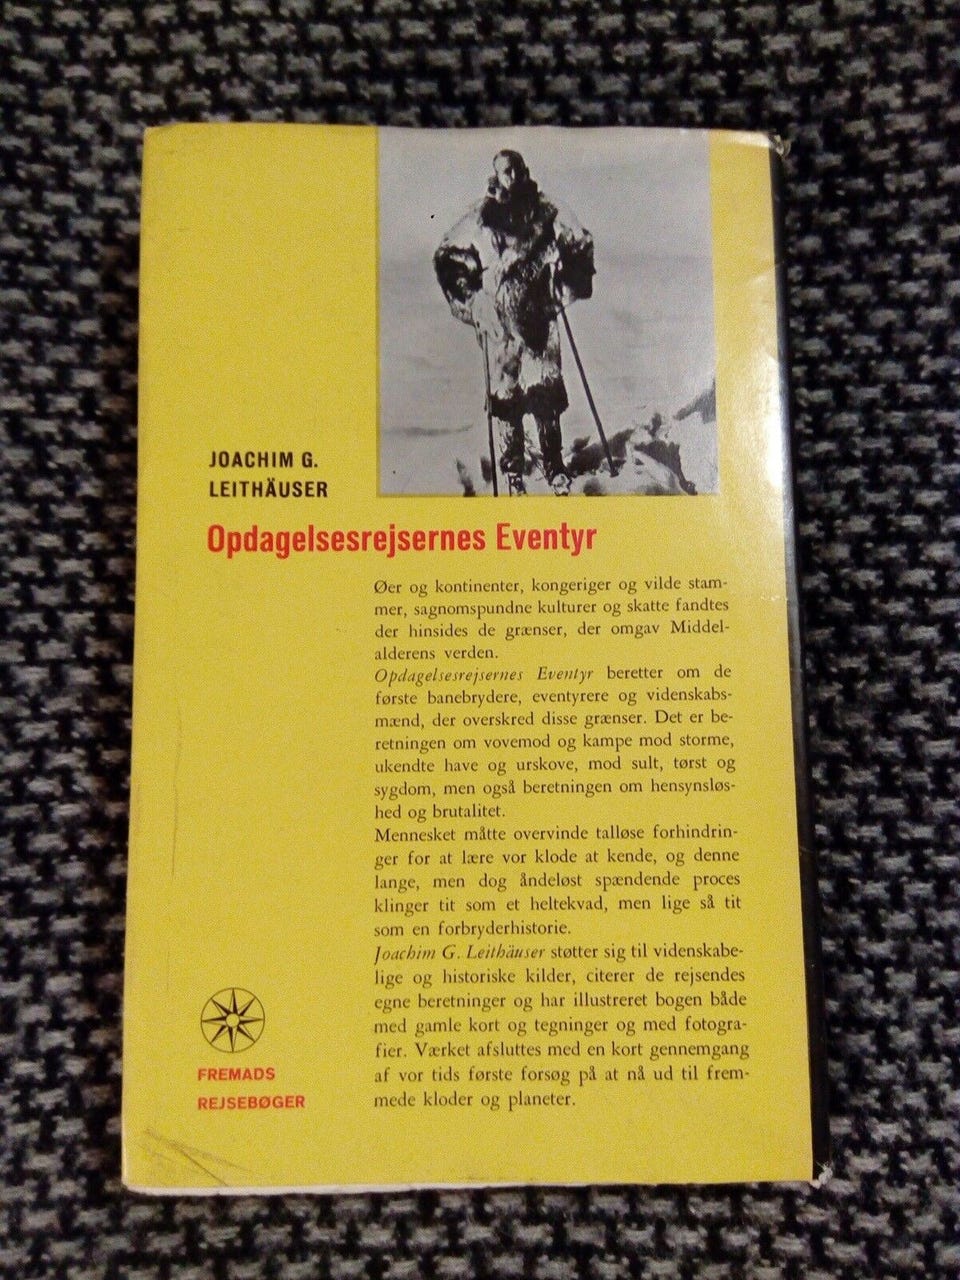 JOACHIM G.
LEITHÄUSER
Opdagelsesrejsernes Eventyr
Øer og kontinenter, kongeriger og vilde stam-
mer, sagnomspundne kulturer og skatte fandtes
der hinsides de grænser, der omgav Middel-
alderens verden.
Opdagelsesrejsernes Eventyr beretter om de
første banebrydere, eventyrere og videnskabs-
mænd, der overskred disse grænser. Det er be-
retningen om vovemod og kampe mod storme,
ukendte have og urskove, mod sult, tørst og
sygdom, men også beretningen om hensynsløs-
hed og brutalitet.
Mennesket måtte overvinde talløse forhindrin-
ger for at lære vor klode at kende, og denne
lange, men dog åndeløst spændende proces
klinger tit som et heltekvad, men lige så tit
som en forbryderhistorie.
Joachim G. Leithäuser støtter sig til videnskabe-
lige og historiske kilder, citerer de rejsendes
egne beretninger og har illustreret bogen både
med gamle kort og tegninger og med fotogra-
fier. Værket afsluttes med en kort gennemgang
af vor tids første forsøg på at nå ud til frem-
mede kloder og planeter.
FREMADS
REJSEBØGER